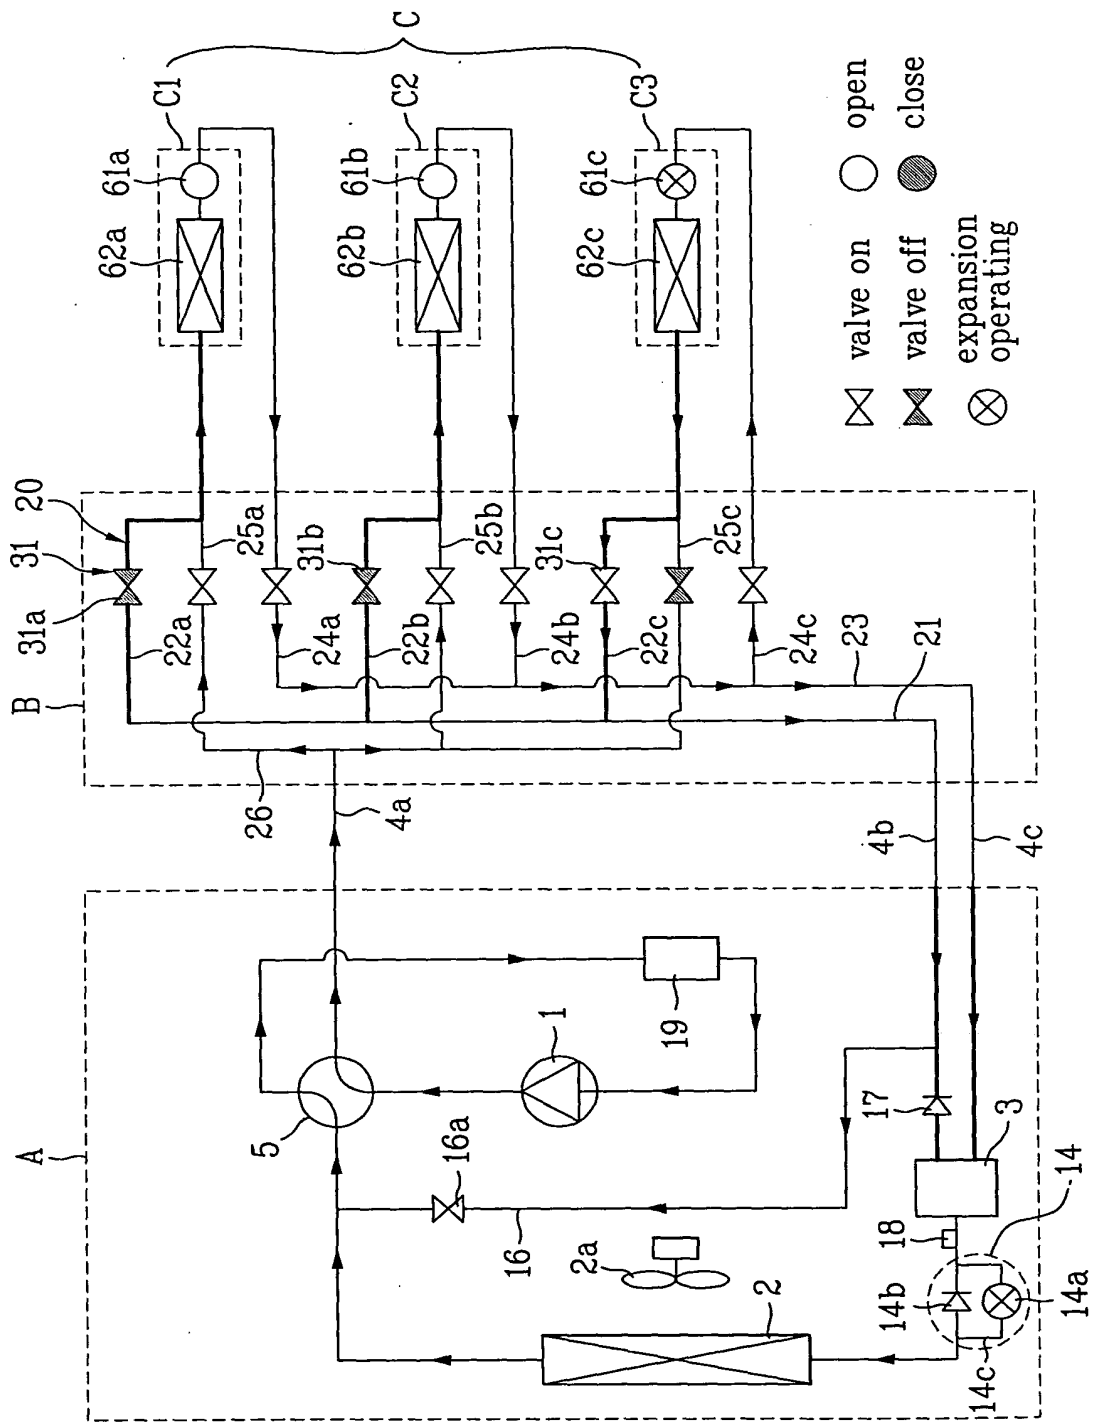 C
C1
C2
C3
61a
61b
61c
62a
62b
62c
open
close
valve on
valve off
expansion
operating
20
31
31a
25a
31b
25b
31c
25c
22a
24a
22b
24b
22c
24c
23
21
B
26
4a
4b
4c
A
19
1
5
17
3
16a
16
18
14
2a
2
14b
14a
14c